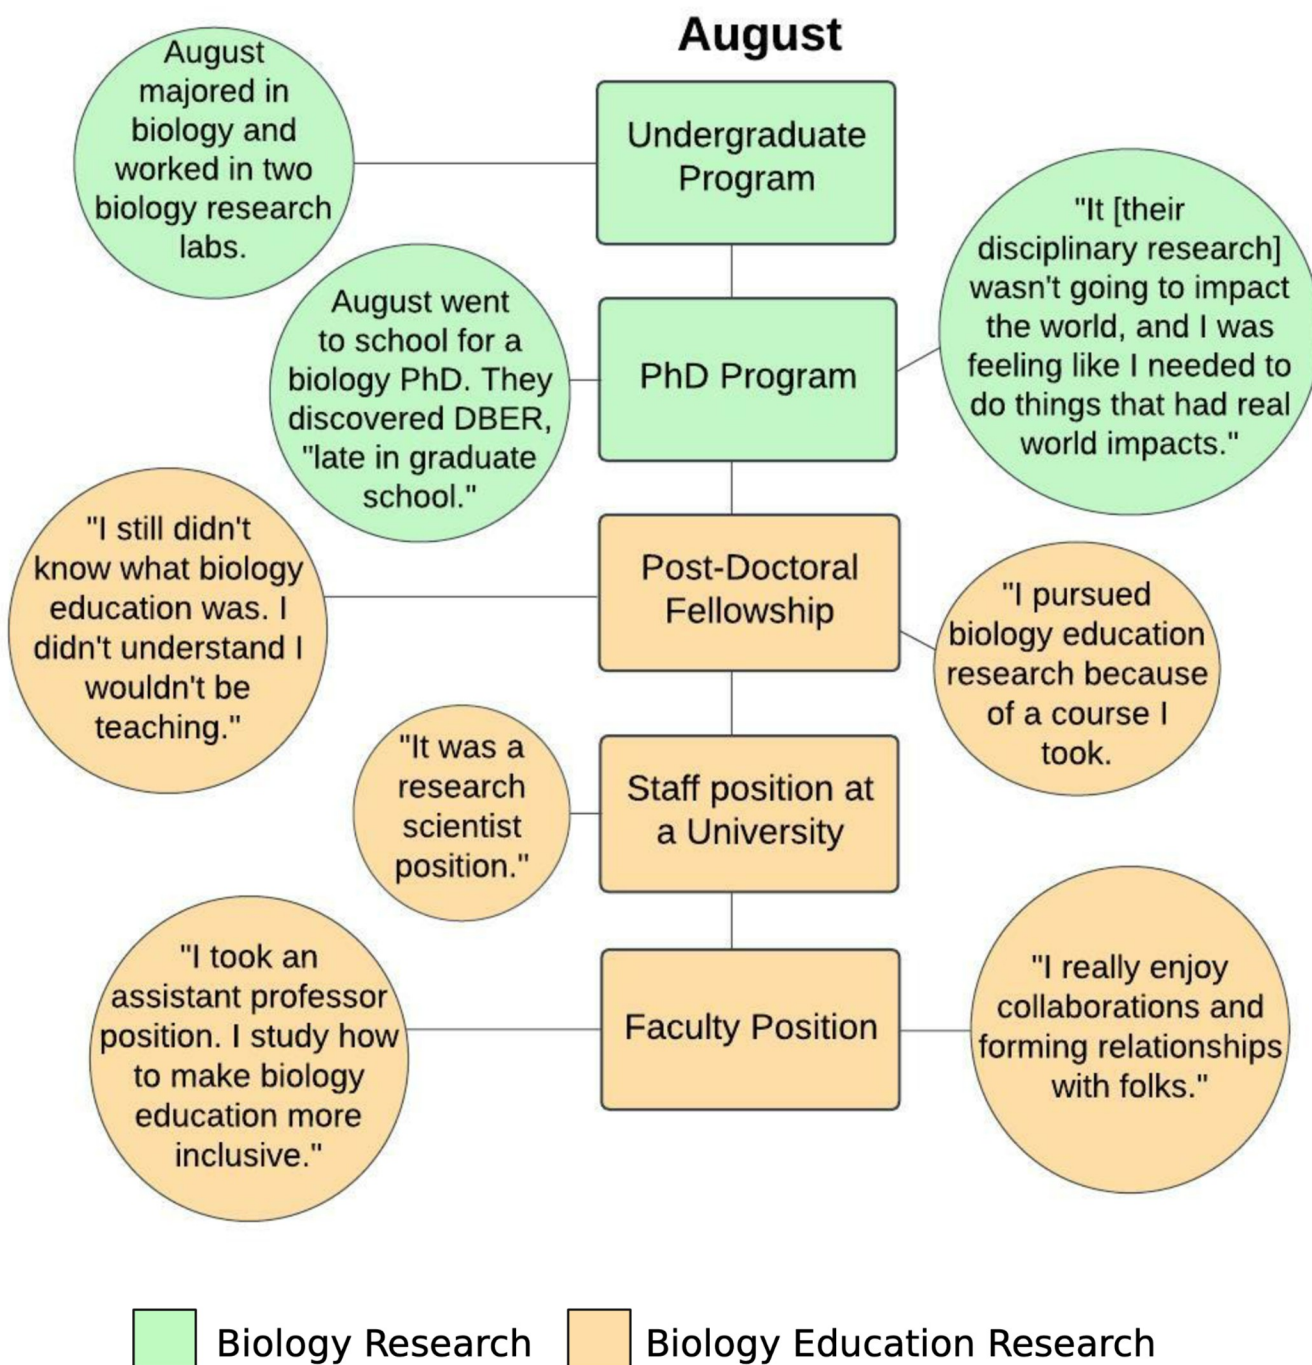 August
August
majored in
biology and
worked in two
biology research
labs.
Undergraduate
Program
August went
to school for a
biology PhD. They
discovered DBER,
"late in graduate
school."
PhD Program
"It [their
disciplinary research]
wasn't going to impact
the world, and I was
feeling like I needed to
do things that had real
world impacts."
"I still didn't
know what biology
education was. I
didn't understand I
wouldn't be
teaching."
Post-Doctoral
Fellowship
"I pursued
biology education
research because
of a course I
took.
"It was a
research
scientist
position."
Staff position at
a University
"I took an
assistant professor
position. I study how
to make biology
education more
inclusive."
Faculty Position
"I really enjoy
collaborations and
forming relationships
with folks."
Biology Research
Biology Education Research